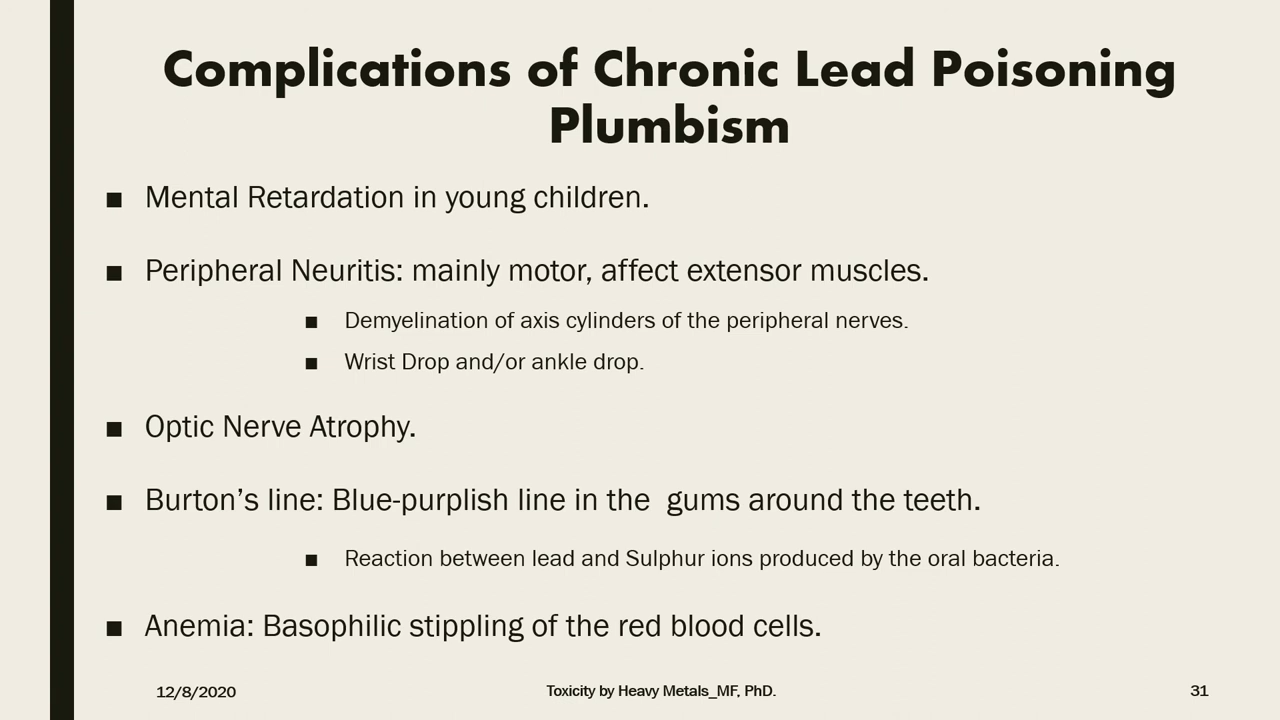 Complications of Chronic Lead Poisoning
Plumbism
■ Mental Retardation in young children.
■ Peripheral Neuritis: mainly motor, affect extensor muscles.
■ Demyelination of axis cylinders of the peripheral nerves.
■ Wrist Drop and/or ankle drop.
■ Optic Nerve Atrophy.
■ Burton’s line: Blue-purplish line in the  gums around the teeth.
■ Reaction between lead and Sulphur ions produced by the oral bacteria.
■ Anemia: Basophilic stippling of the red blood cells.
12/8/2020
Toxicity by Heavy Metals_MF, PhD.
31